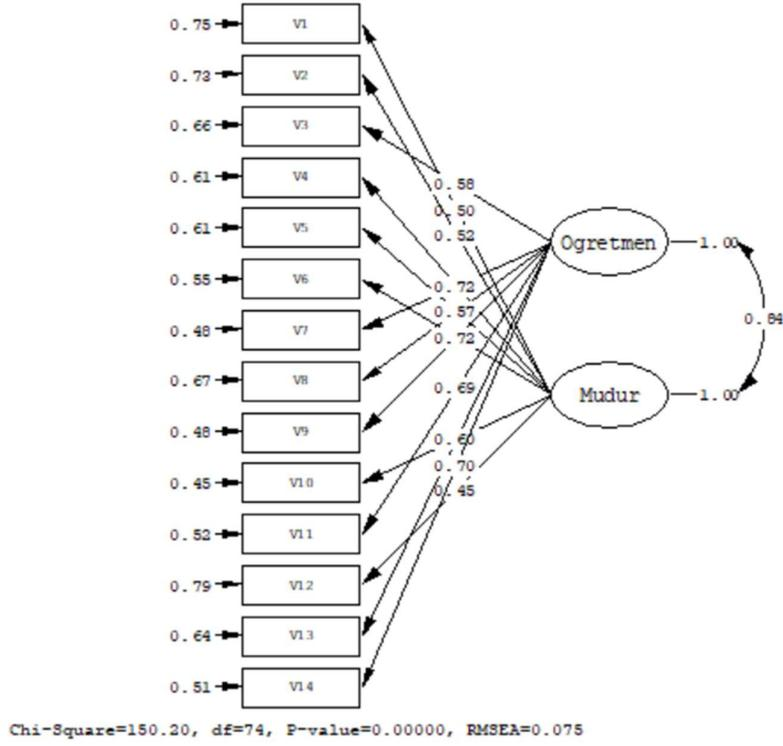 0.75 V1
0.73 V2
0.66 V3
0.61 V4
0.58
0.50
0.61 V5
0.52
Ogretmen 1.00
0.55 V6
0.72
0.57
0.84
0.48 V7
0.72
0.67 V8
0.69
Mudur 1.00
0.48 V9
0.60
0.70
0.45 V10
0.45
0.52 V11
0.79 V12
0.64 V13
0.51 V14
Chi-Square=150.20, df=74, P-value=0.00000, RMSEA=0.075